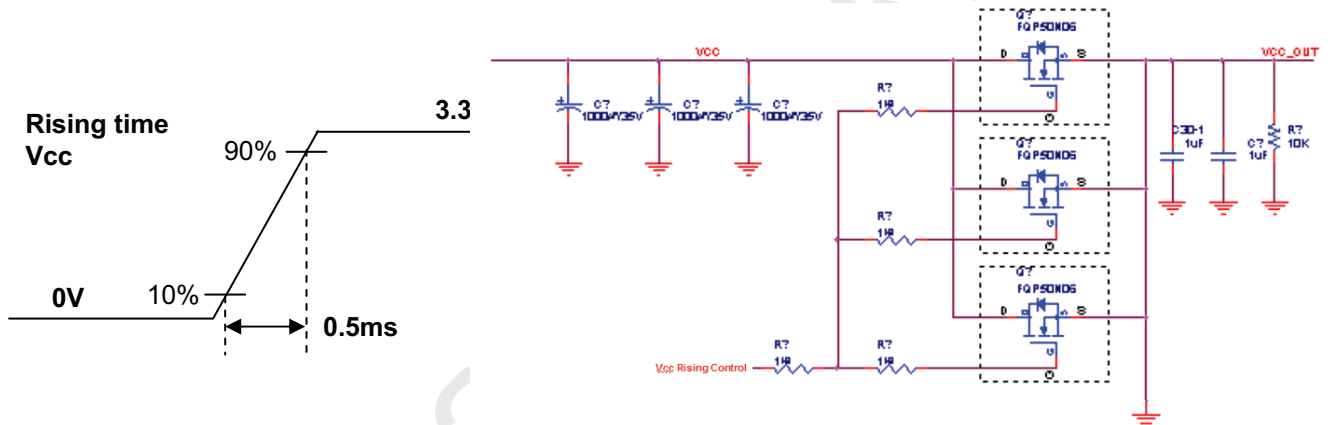 Rising time
Vcc
90%
3.3
0V
10%
0.5ms
VCC
VCC_OUT
Q?
FQP50N06
D
S
G
R?
1K
C?
1000uF/35V
C?
1000uF/35V
C?
1000uF/35V
C30-1
1uF
C?
1uF
R?
10K
Q?
FQP50N06
D
S
G
R?
1K
Q?
FQP50N06
D
S
G
R?
1K
R?
1K
Vcc Rising Control